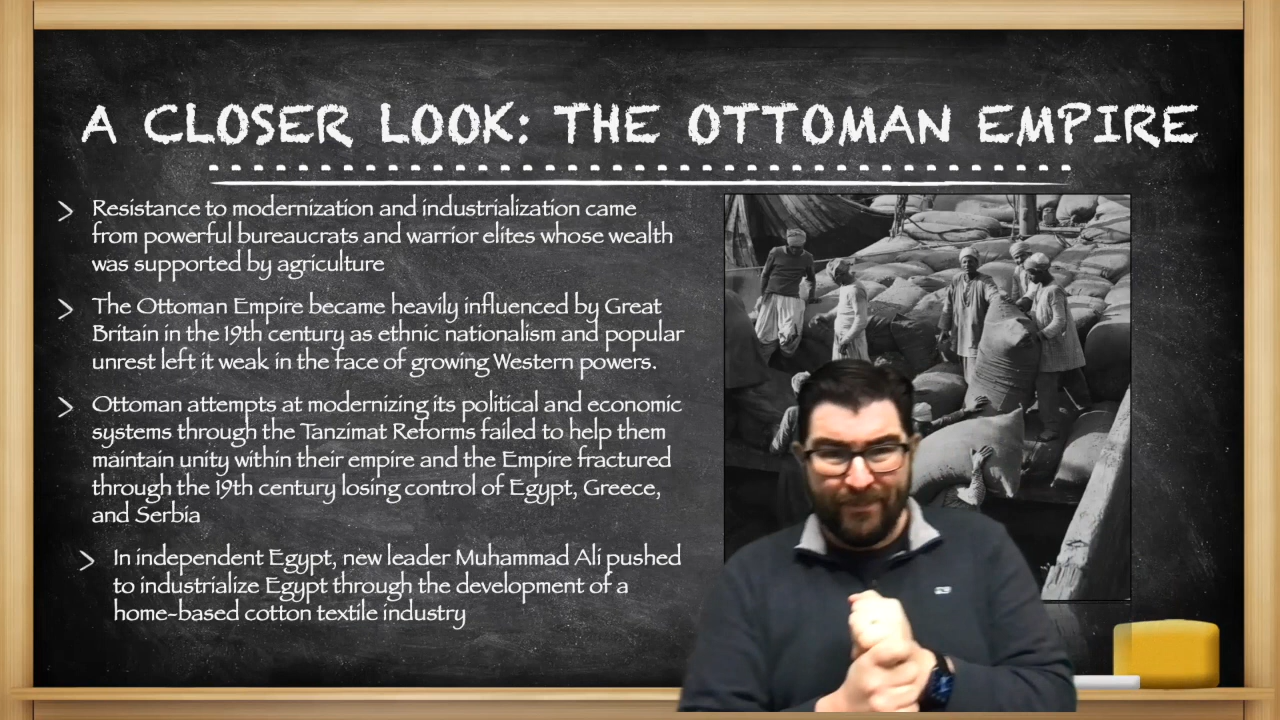 A CLOSER LOOK: THE OTTOMAN EMPIRE
Resistance to modernization and industrialization came
from powerful bureaucrats and warrior elites whose wealth
was supported by agriculture
The Ottoman Empire became heavily influenced by Great
Britain in the 19th century as ethnic nationalism and popular
unrest left it weak in the face of growing Western powers.
Ottoman attempts at modernizing its political and economic
systems through the Tanzimat Reforms failed to help them
maintain unity within their empire and the Empire fractured
through the 19th century losing control of Egypt, Greece,
and Serbia
In independent Egypt, new leader Muhammad Ali pushed
to industrialize Egypt through the development of a
home-based cotton textile industry